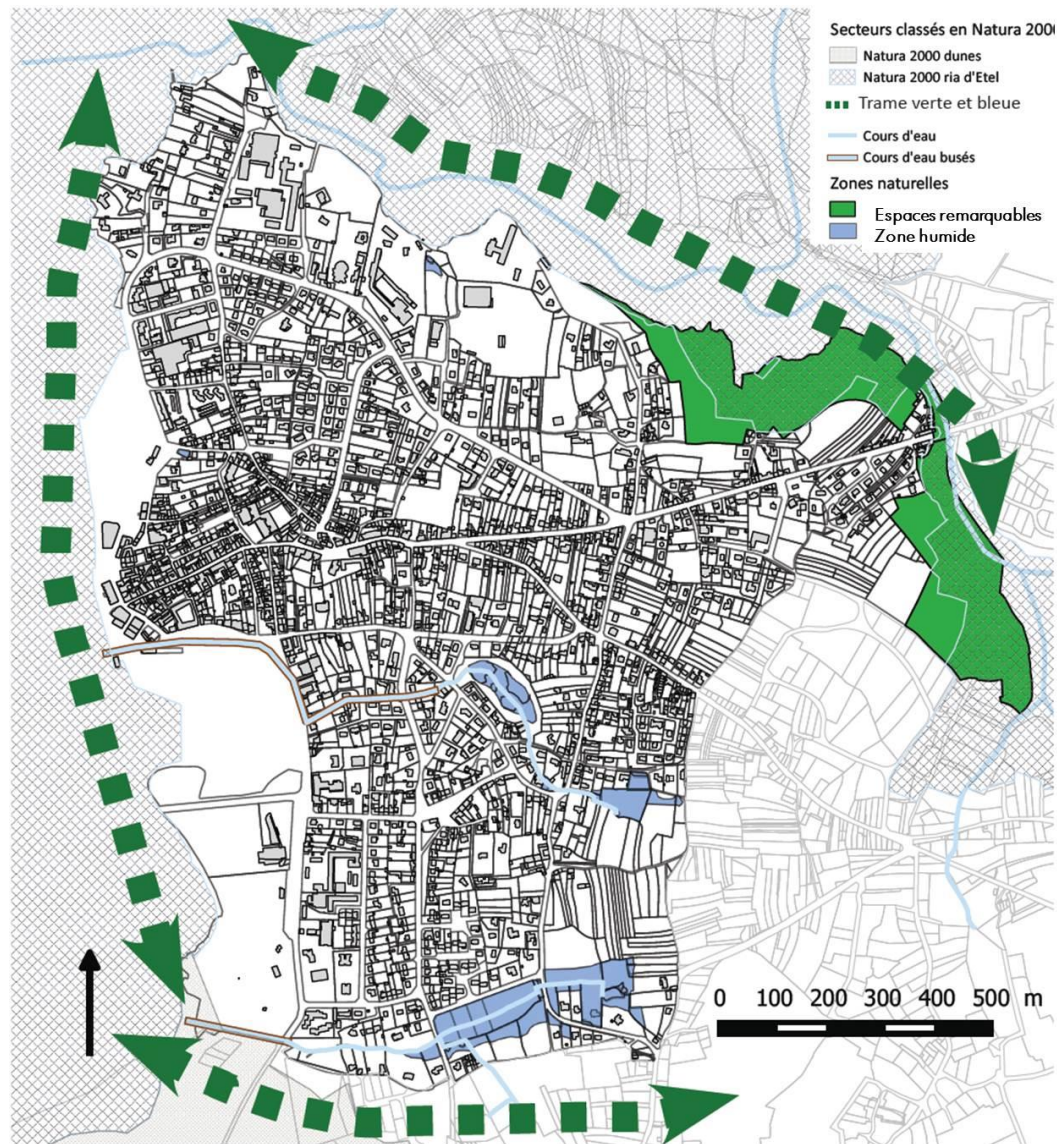 Secteurs classés en Natura 200
Natura 2000 dunes
Natura 2000 ria d'Etel
Trame verte et bleue
Cours d'eau
Cours d'eau busés
Zones naturelles
Espaces remarquables
Zone humide
0 100 200 300 400 500 m